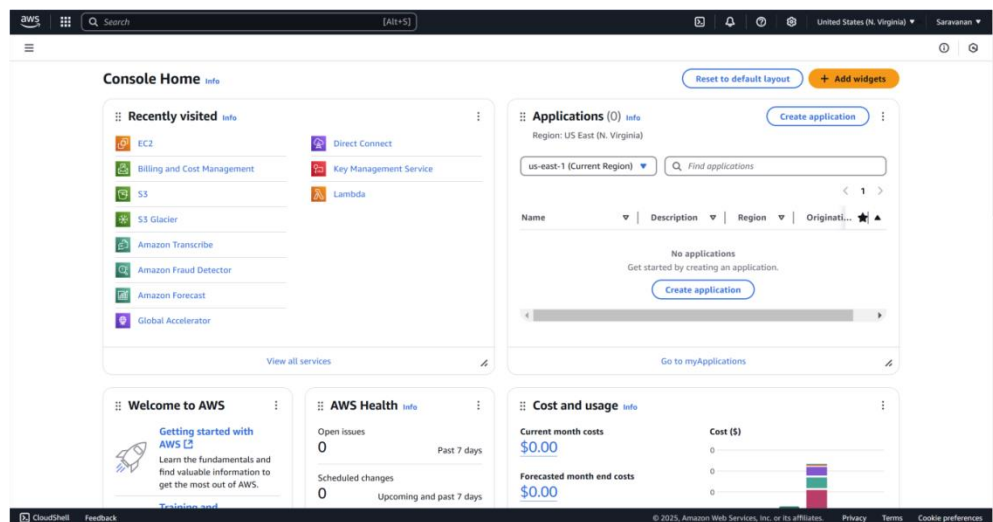 aws
Search [Alt+S]
United States (N. Virginia) ▼
Saravanan ▼
Console Home Info
Reset to default layout
+ Add widgets
Recently visited Info
EC2
Billing and Cost Management
S3
S3 Glacier
Amazon Transcribe
Amazon Fraud Detector
Amazon Forecast
Global Accelerator
Direct Connect
Key Management Service
Lambda
View all services
Applications (0) Info
Region: US East (N. Virginia)
Create application
us-east-1 (Current Region) ▼
Find applications
1
Name
Description
Region
Originati...
No applications
Get started by creating an application.
Create application
Go to myApplications
Welcome to AWS
Getting started with
AWS
Learn the fundamentals and
find valuable information to
get the most out of AWS.
Training and
AWS Health Info
Open issues
0 Past 7 days
Scheduled changes
0 Upcoming and past 7 days
Cost and usage Info
Current month costs
$0.00
Forecasted month end costs
$0.00
Cost ($)
0
0
0
CloudShell
Feedback
© 2025, Amazon Web Services, Inc. or its affiliates.
Privacy
Terms
Cookie preferences